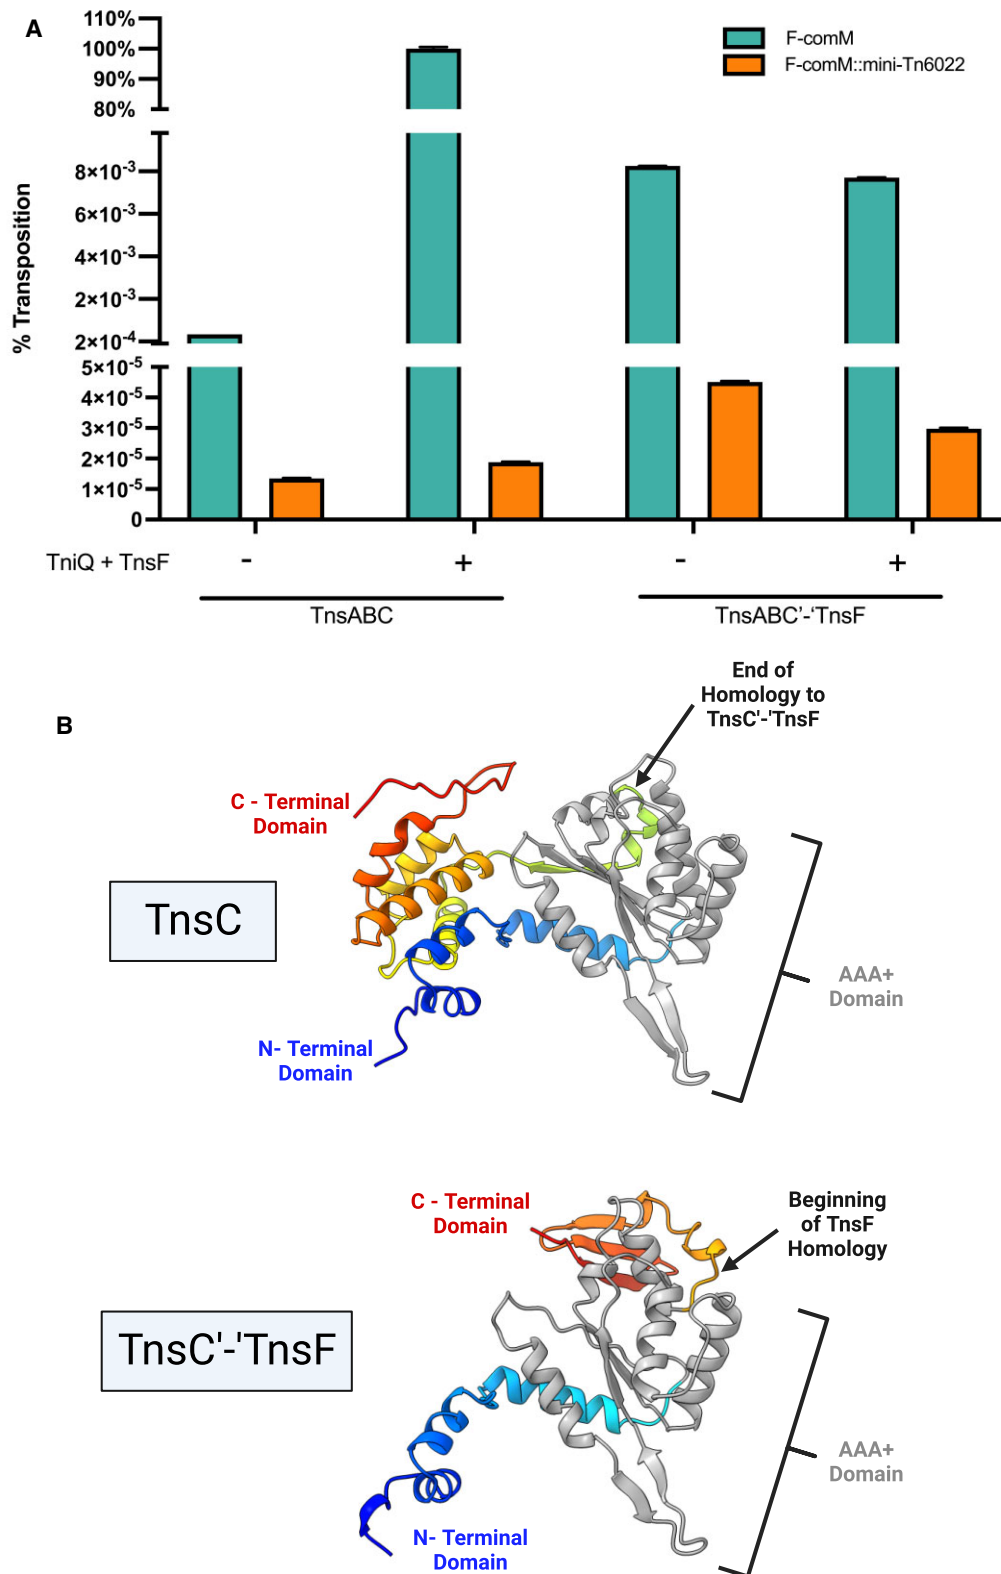 A
110%
100%
90%
80%
8×10-3
6×10-3
4×10-3
2×10-3
2×10-4
5×10-5
4×10-5
3×10-5
2×10-5
1×10-5
0
% Transposition
F-comM
F-comM::mini-Tn6022
TniQ + TnsF
- + - +
TnsABC
TnsABC’-‘TnsF
B
End of
Homology to
TnsC'-'TnsF
C - Terminal
Domain
TnsC
AAA+
Domain
N- Terminal
Domain
C - Terminal
Domain
Beginning
of TnsF
Homology
TnsC'-'TnsF
AAA+
Domain
N- Terminal
Domain